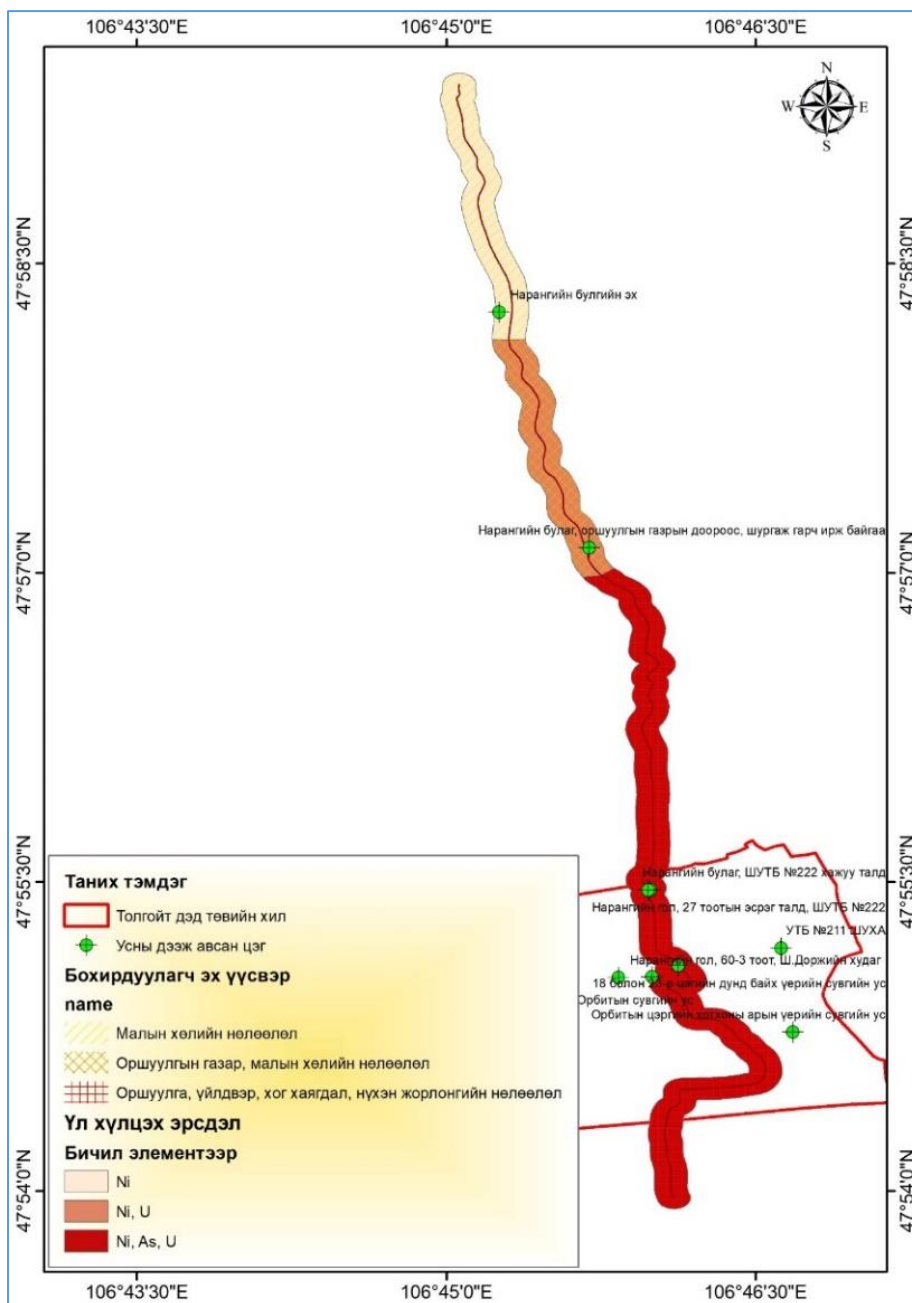 106°43'30"E
106°45'0"E
106°46'30"E
N
W
E
S
47°58'30"N
47°58'30"N
Нарангийн булгийн эх
Нарангийн булаг, оршуулгын газрын доороос, шургаж гарч ирж байгаа
47°57'0"N
47°57'0"N
47°55'30"N
47°55'30"N
Нарангийн булаг, ШУТБ №222 хажуу талд
Нарангийн гол, 27 тоотын эсрэг талд, ШУТБ №222
УТБ №211 ШУХА
Нарангийн гол, 60-3 тоот, Ш.Доржийн худаг
дунд байх үерийн сувгийн ус
Орбитын сувгийн ус
Орбитын цэргийн хотхоны арын үерийн сувгийн ус
Таних тэмдэг
Толгойт дэд төвийн хил
Усны дээж авсан цэг
Бохирдуулагч эх үүсвэр
name
Малын хөлийн нөлөөлөл
Оршуулгын газар, малын хөлийн нөлөөлөл
Оршуулга, үйлдвэр, хог хаягдал, нүхэн жорлонгийн нөлөөлөл
Үл хүлцэх эрсдэл
Бичил элементээр
Ni
Ni, U
Ni, As, U
47°54'0"N
47°54'0"N
106°43'30"E
106°45'0"E
106°46'30"E